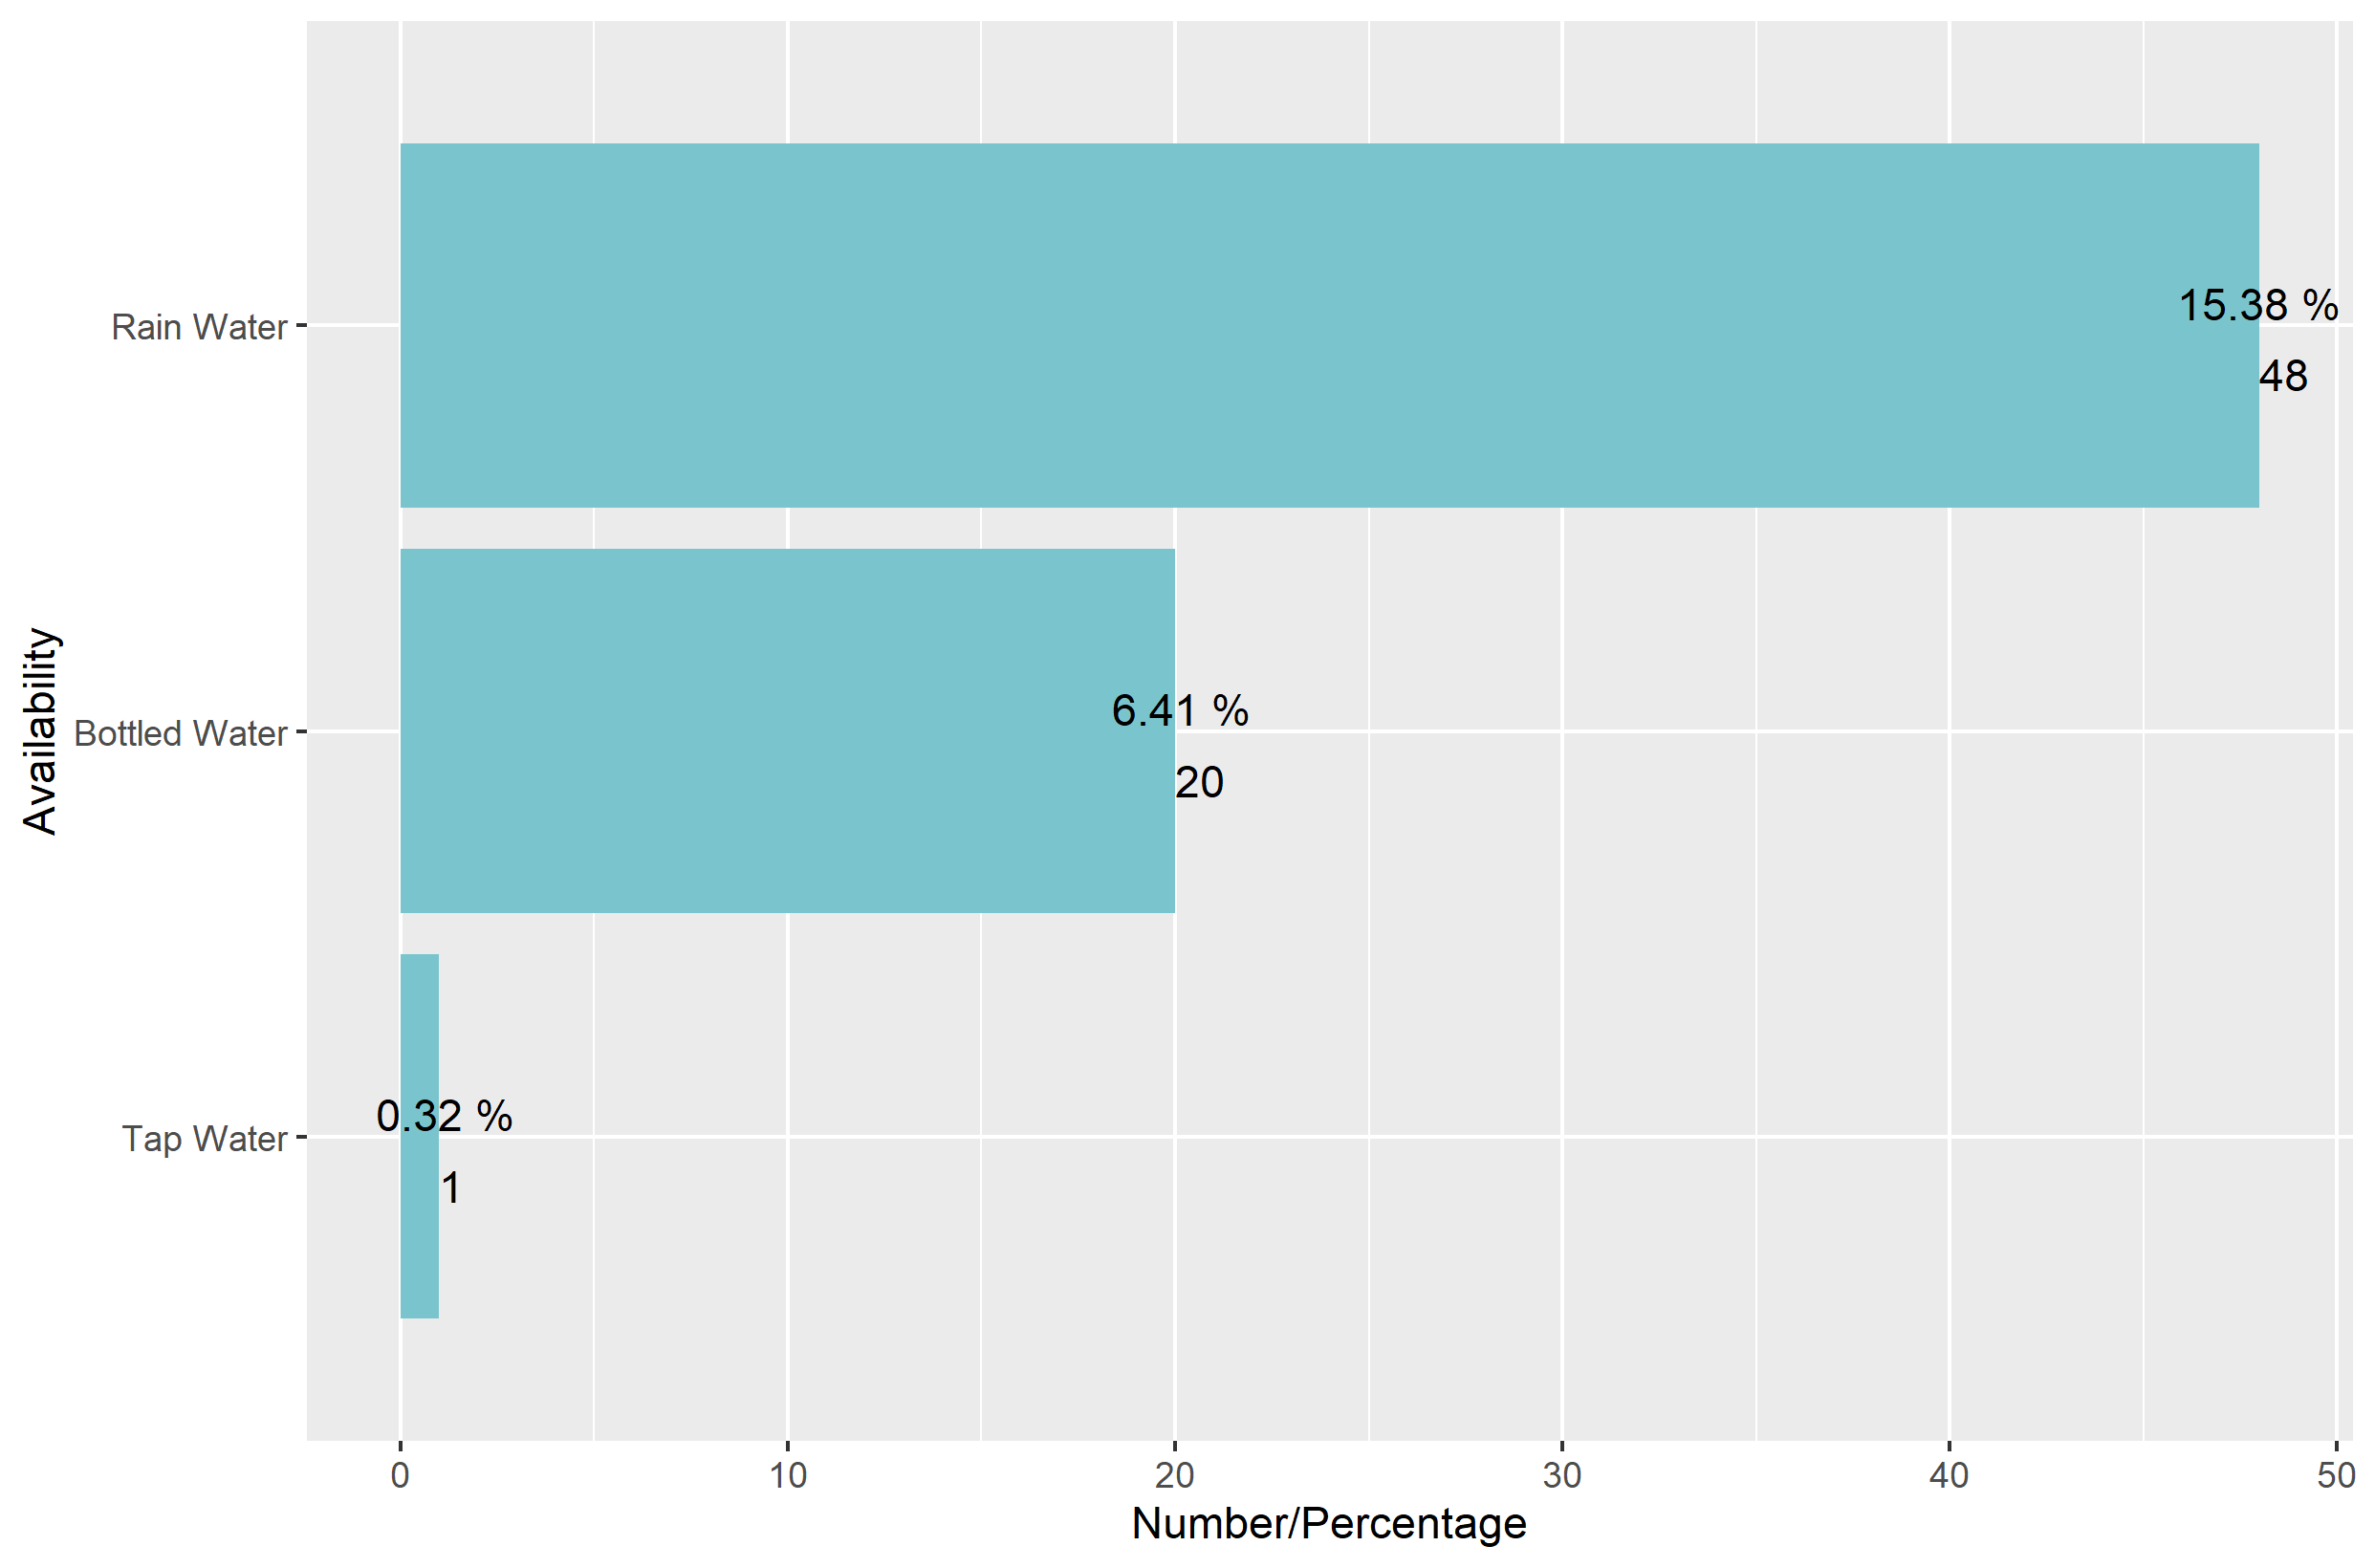 Availability
Rain Water
15.38 %
48
Bottled Water
6.41 %
20
Tap Water
0.32 %
1
0 10 20 30 40 50
Number/Percentage